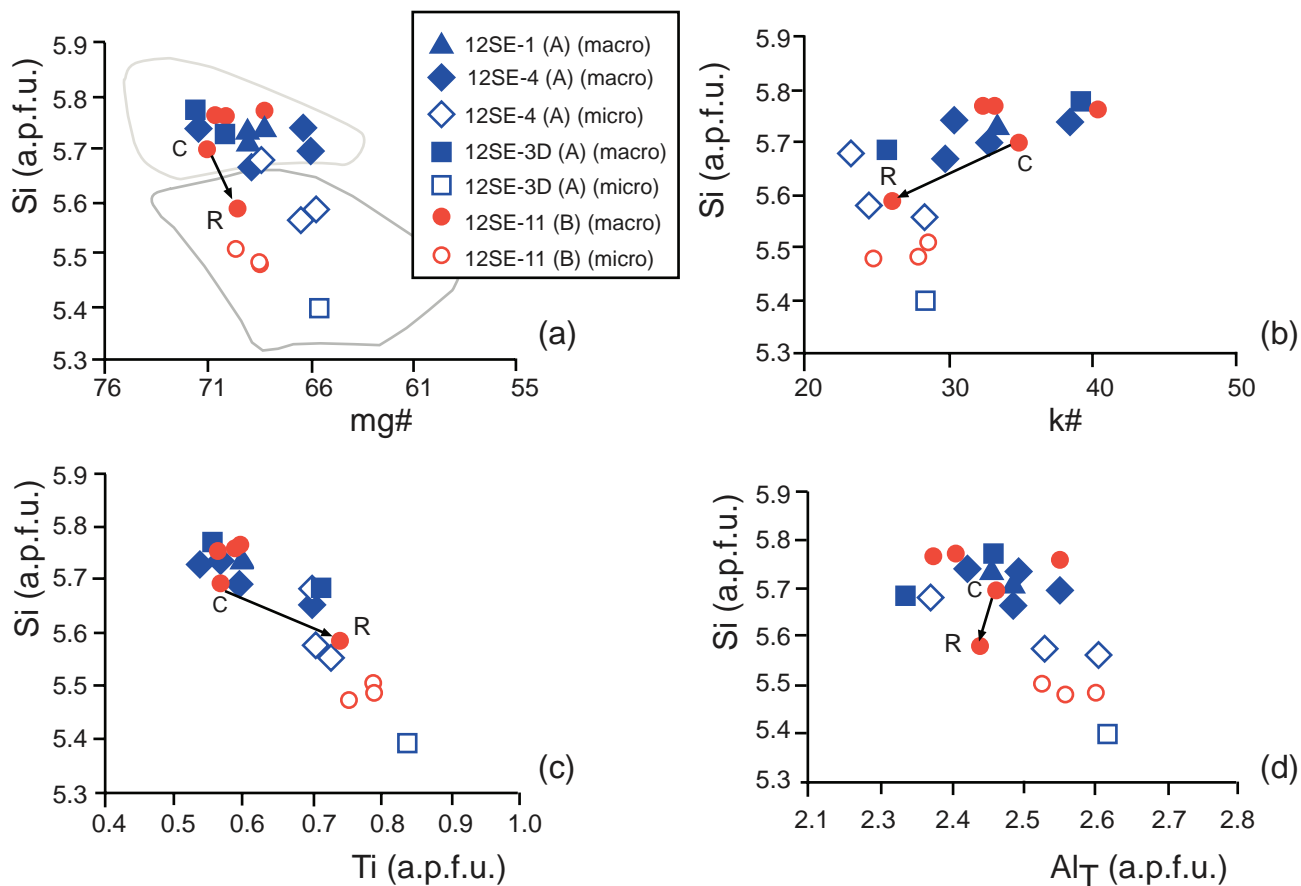 5.9
5.8
5.7
5.6
5.5
5.4
5.3
Si (a.p.f.u.)
C
R
76
71
66
61
55
mg#
(a)
12SE-1 (A) (macro)
12SE-4 (A) (macro)
12SE-4 (A) (micro)
12SE-3D (A) (macro)
12SE-3D (A) (micro)
12SE-11 (B) (macro)
12SE-11 (B) (micro)
5.9
5.8
5.7
5.6
5.5
5.4
5.3
Si (a.p.f.u.)
R
C
20
30
40
50
k#
(b)
5.9
5.8
5.7
5.6
5.5
5.4
5.3
Si (a.p.f.u.)
C
R
0.4
0.5
0.6
0.7
0.8
1.0
Ti (a.p.f.u.)
(c)
5.9
5.8
5.7
5.6
5.5
5.4
5.3
Si (a.p.f.u.)
C
R
2.1
2.2
2.3
2.4
2.5
2.6
2.7
2.8
AlT (a.p.f.u.)
(d)